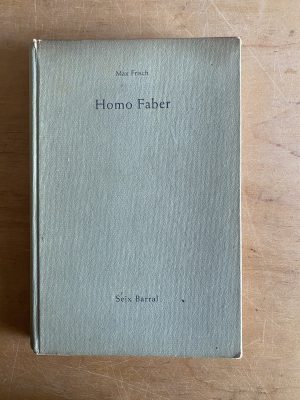 Max Frisch
Homo Faber
Seix Barral